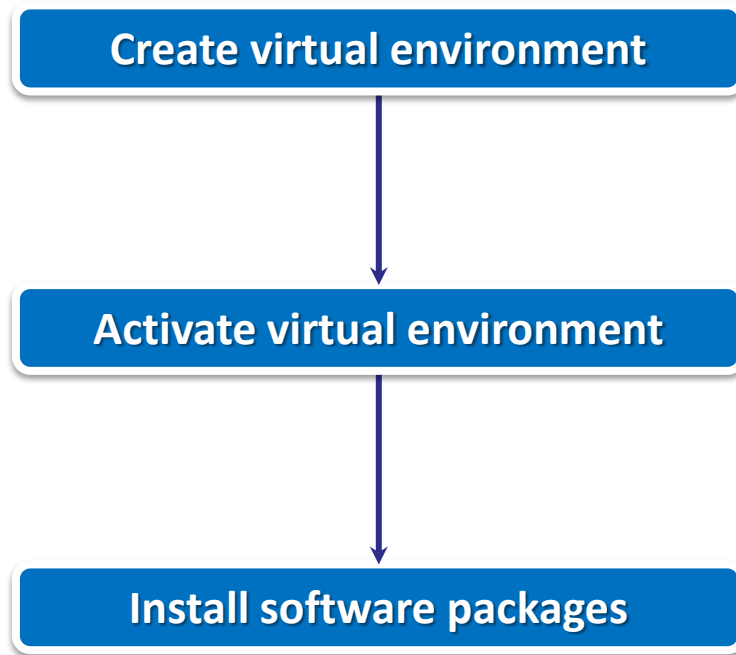 Create virtual environment
Activate virtual environment
Install software packages